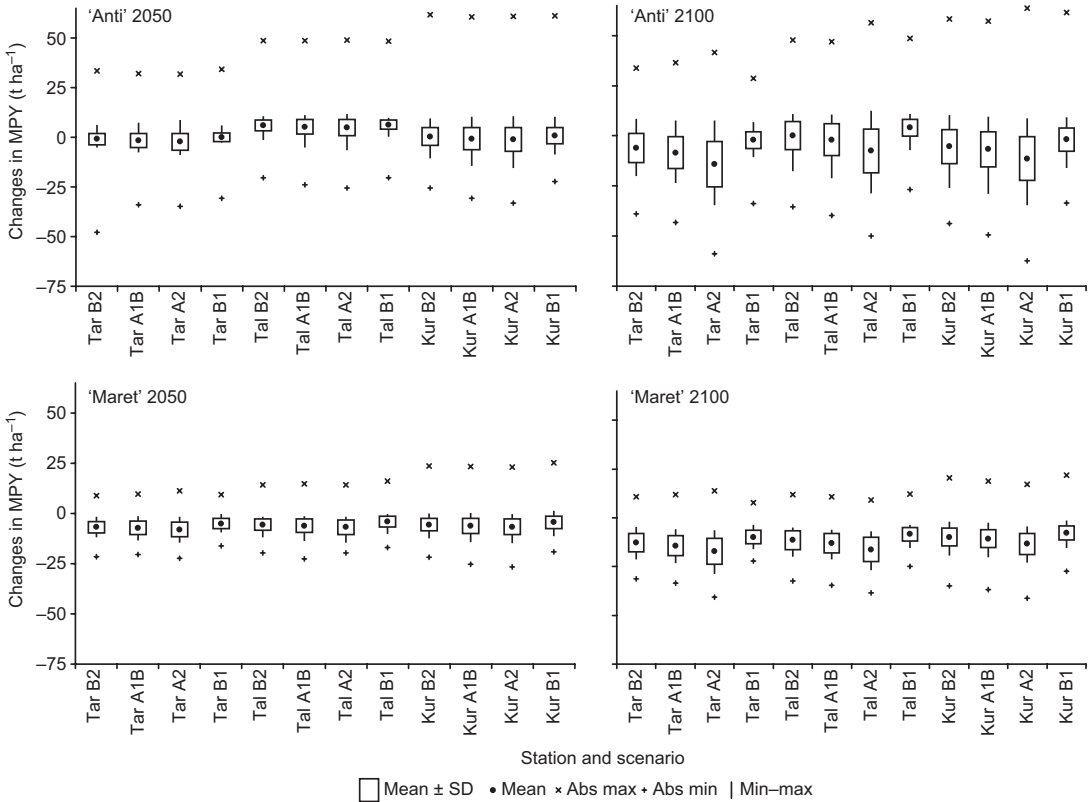 ‘Anti’ 2050
‘Anti’ 2100
Changes in MPY (t ha⁻¹)
50
25
0
–25
–50
–75
Tar B2
Tar A1B
Tar A2
Tar B1
Tal B2
Tal A1B
Tal A2
Tal B1
Kur B2
Kur A1B
Kur A2
Kur B1
Tar B2
Tar A1B
Tar A2
Tar B1
Tal B2
Tal A1B
Tal A2
Tal B1
Kur B2
Kur A1B
Kur A2
Kur B1
‘Maret’ 2050
‘Maret’ 2100
Changes in MPY (t ha⁻¹)
50
25
0
–25
–50
–75
Tar B2
Tar A1B
Tar A2
Tar B1
Tal B2
Tal A1B
Tal A2
Tal B1
Kur B2
Kur A1B
Kur A2
Kur B1
Tar B2
Tar A1B
Tar A2
Tar B1
Tal B2
Tal A1B
Tal A2
Tal B1
Kur B2
Kur A1B
Kur A2
Kur B1
Station and scenario
Mean ± SD Mean Abs max Abs min Min–max